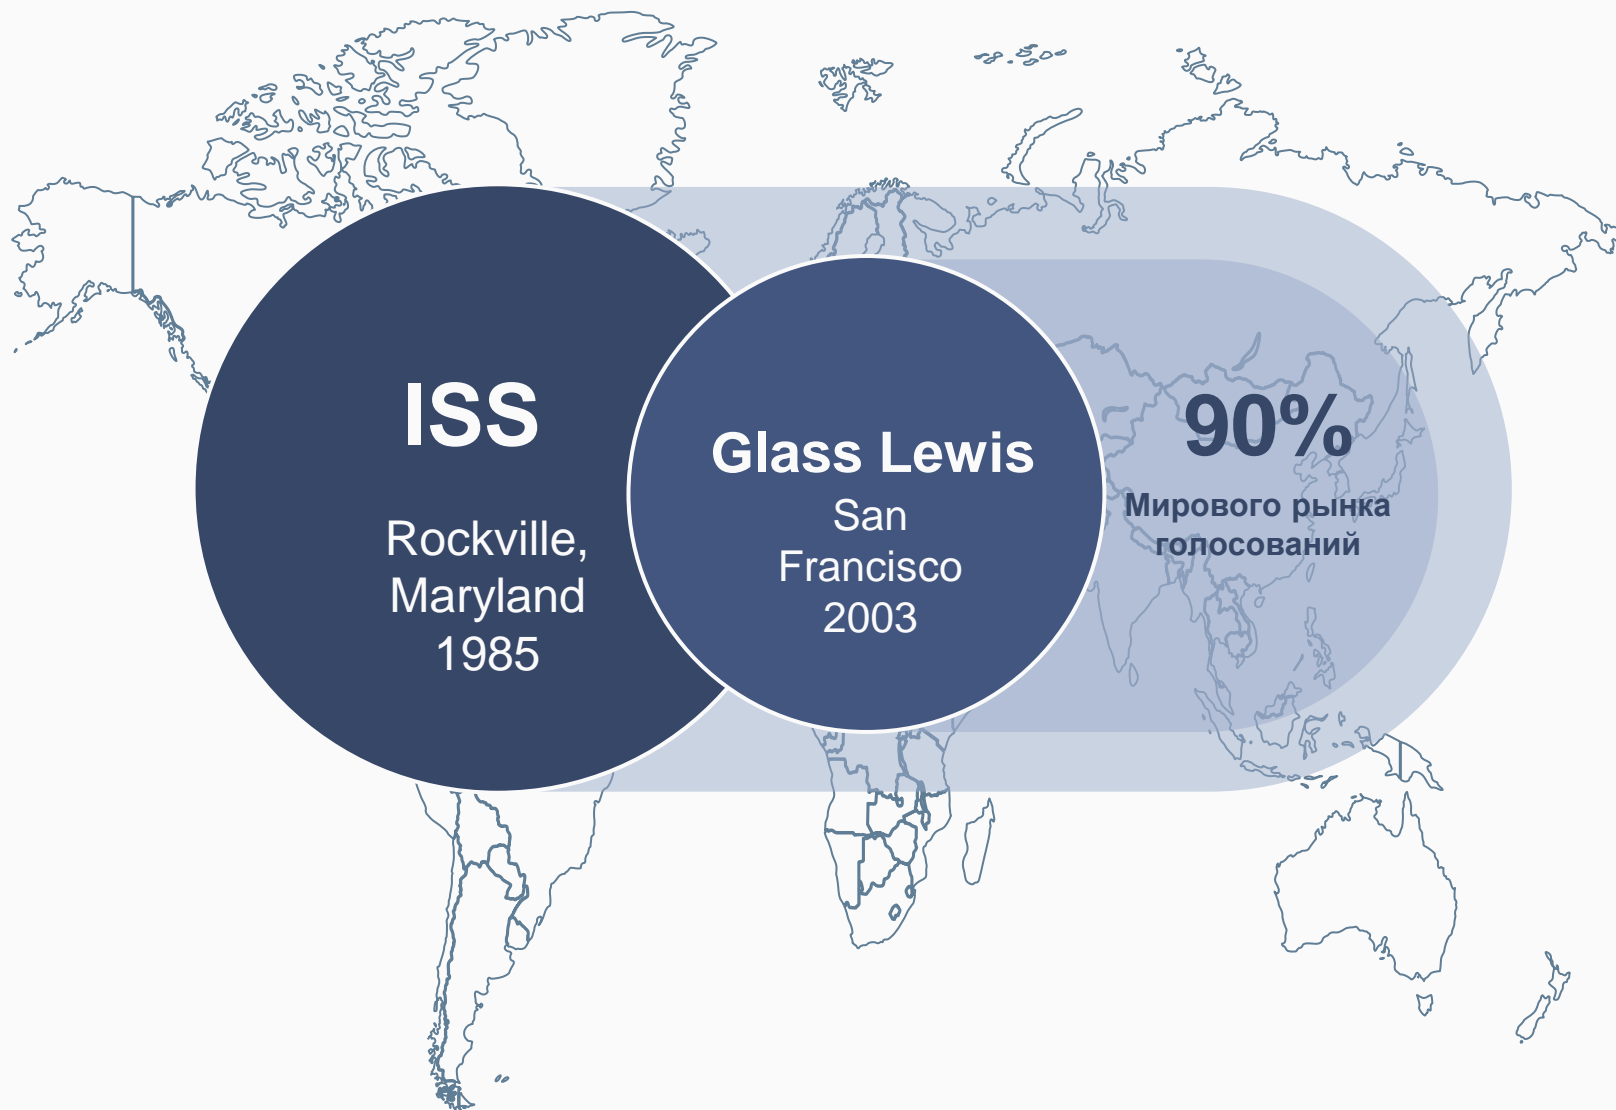 ISS
Rockville,
Maryland
1985
Glass Lewis
San
Francisco
2003
90%
Мирового рынка
голосований